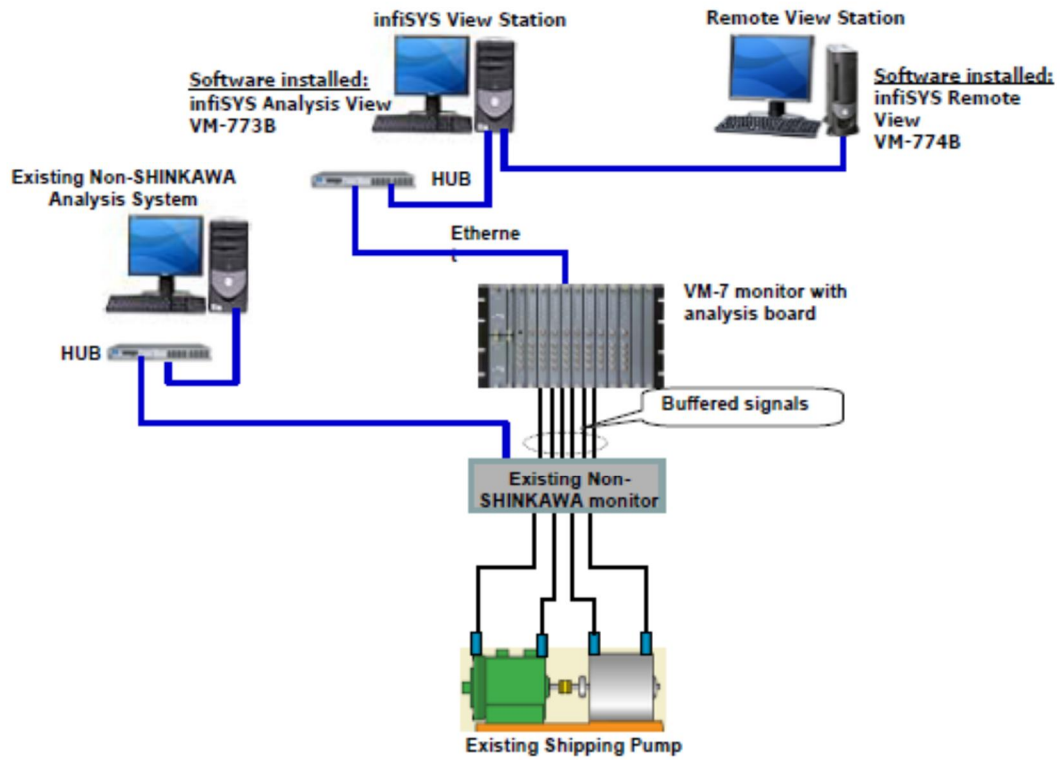 infiSYS View Station
Remote View Station
Software installed:
infiSYS Analysis View
VM-773B
Software installed:
infiSYS Remote
View
VM-774B
HUB
Existing Non-SHINKAWA
Analysis System
Etherne
t
VM-7 monitor with
analysis board
HUB
Buffered signals
Existing Non-
SHINKAWA monitor
Existing Shipping Pump